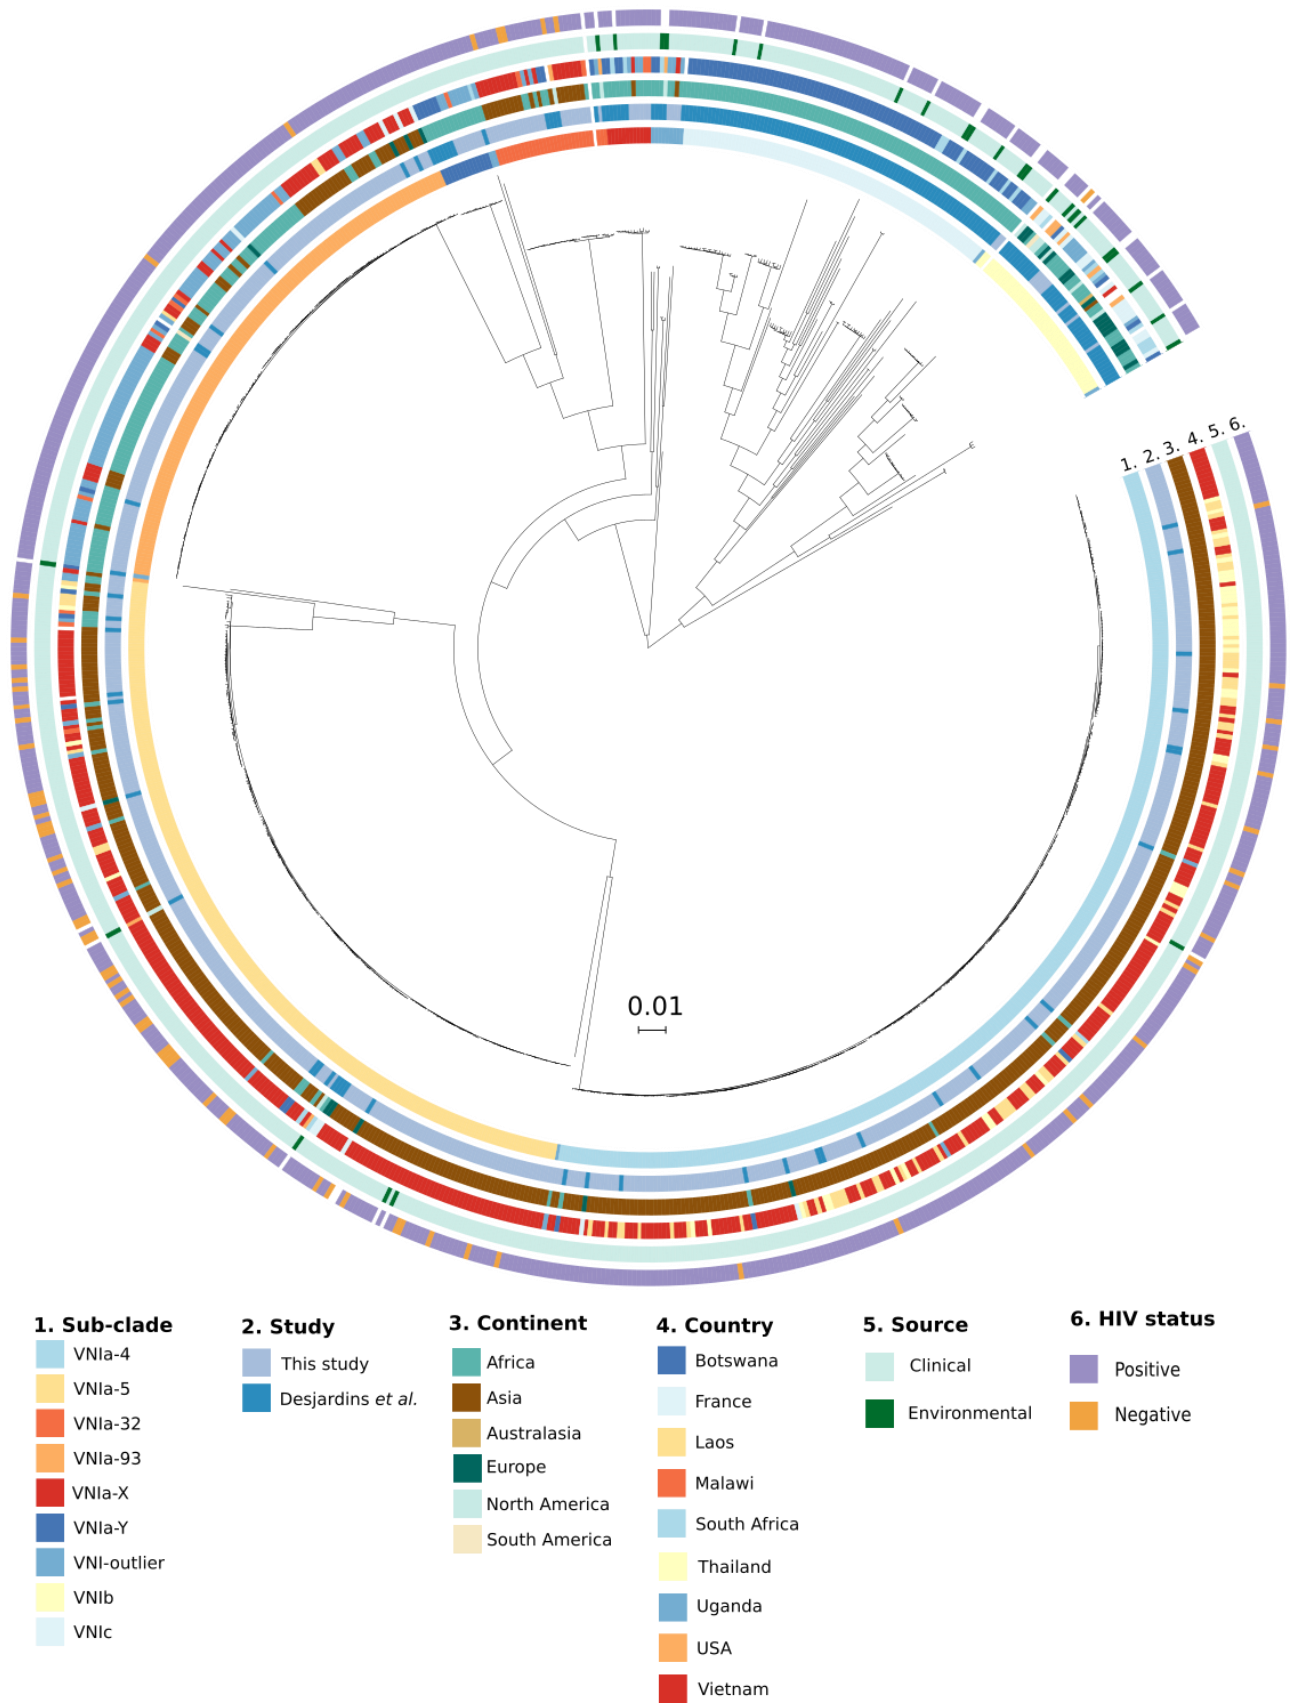 1. 2. 3. 4. 5. 6.
0.01
1. Sub-clade
VNIa-4
VNIa-5
VNIa-32
VNIa-93
VNIa-X
VNIa-Y
VNI-outlier
VNIb
VNIc
2. Study
This study
Desjardins et al.
3. Continent
Africa
Asia
Australasia
Europe
North America
South America
4. Country
Botswana
France
Laos
Malawi
South Africa
Thailand
Uganda
USA
Vietnam
5. Source
Clinical
Environmental
6. HIV status
Positive
Negative